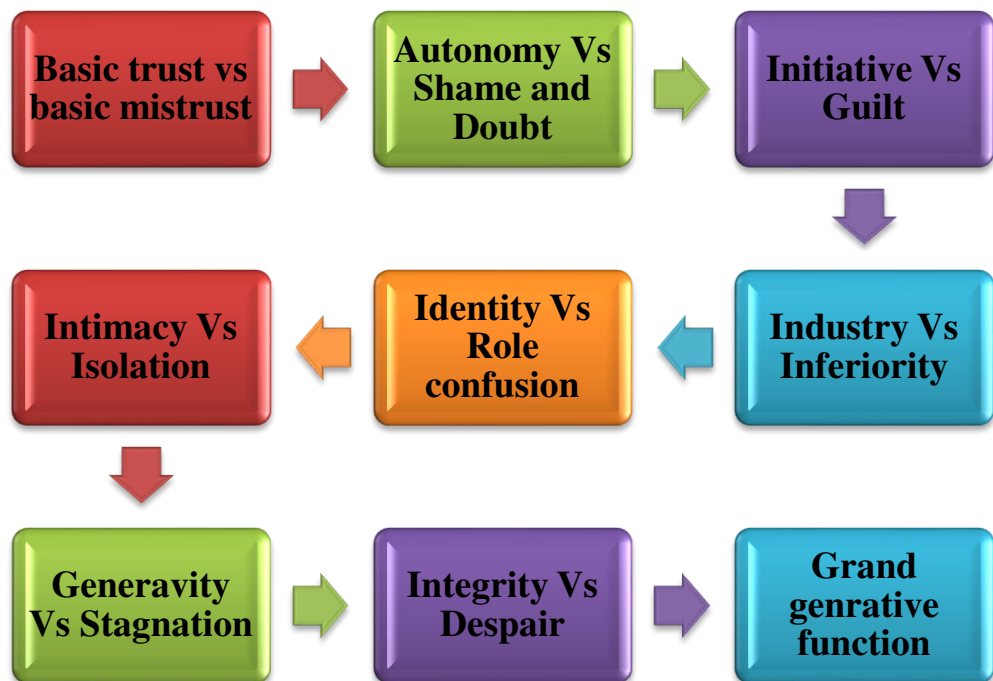 Basic trust vs
basic mistrust
Autonomy Vs
Shame and
Doubt
Initiative Vs
Guilt
Industry Vs
Inferiority
Identity Vs
Role
confusion
Intimacy Vs
Isolation
Generavity
Vs Stagnation
Integrity Vs
Despair
Grand
genrative
function